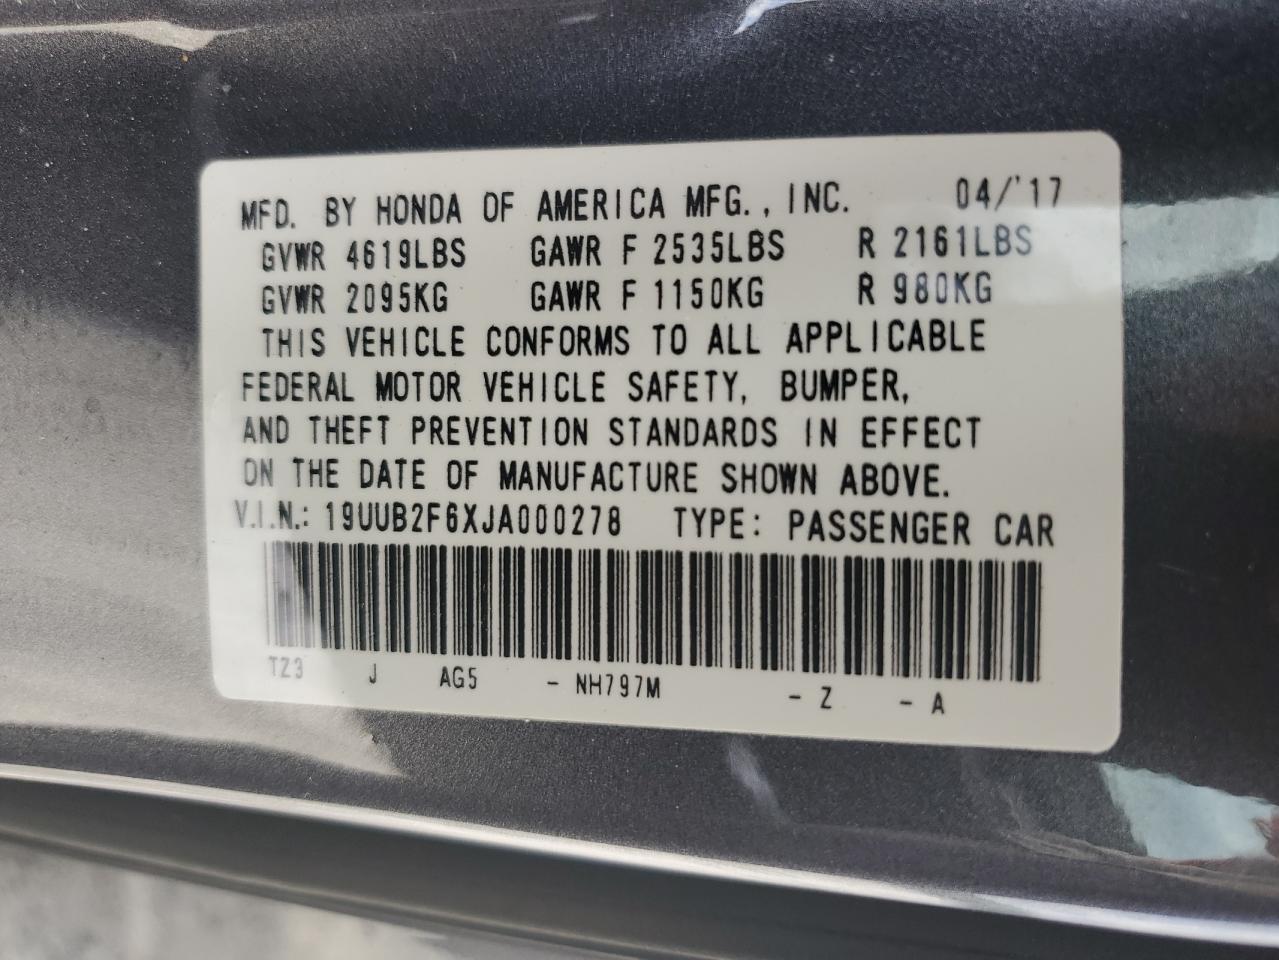 MFD. BY HONDA OF AMERICA MFG., INC. 04/'17
GVWR 4619LBS GAWR F 2535LBS R 2161LBS
GVWR 2095KG GAWR F 1150KG R 980KG
THIS VEHICLE CONFORMS TO ALL APPLICABLE
FEDERAL MOTOR VEHICLE SAFETY, BUMPER,
AND THEFT PREVENTION STANDARDS IN EFFECT
ON THE DATE OF MANUFACTURE SHOWN ABOVE.
V.I.N.: 19UUB2F6XJA000278 TYPE: PASSENGER CAR
TZ3 J AG5 - NH797M - Z - A